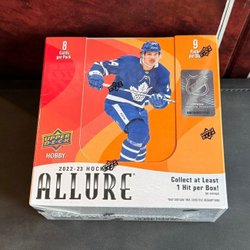 8
Cards
per Pack
8
Packs
per Box
UPPER DECK
HOBBY
2022-23 HOCKEY
ALLURE
Collect at Least
1 Hit per Box!